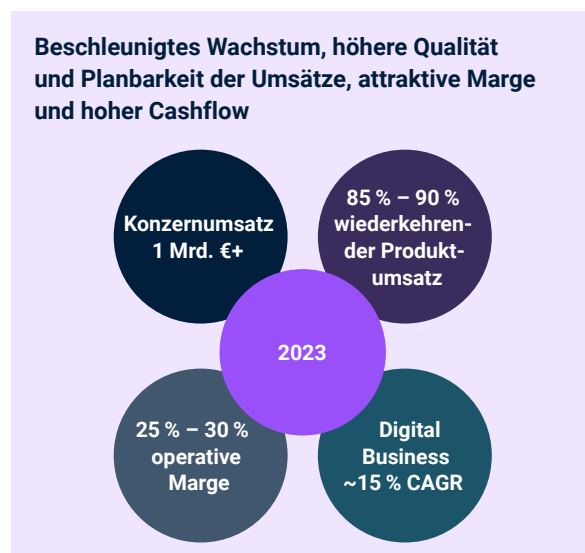 Beschleunigtes Wachstum, höhere Qualität
und Planbarkeit der Umsätze, attraktive Marge
und hoher Cashflow
Konzernumsatz
1 Mrd. €+
85 % – 90 %
wiederkehren-
der Produkt-
umsatz
2023
25 % – 30 %
operative
Marge
Digital
Business
~15 % CAGR